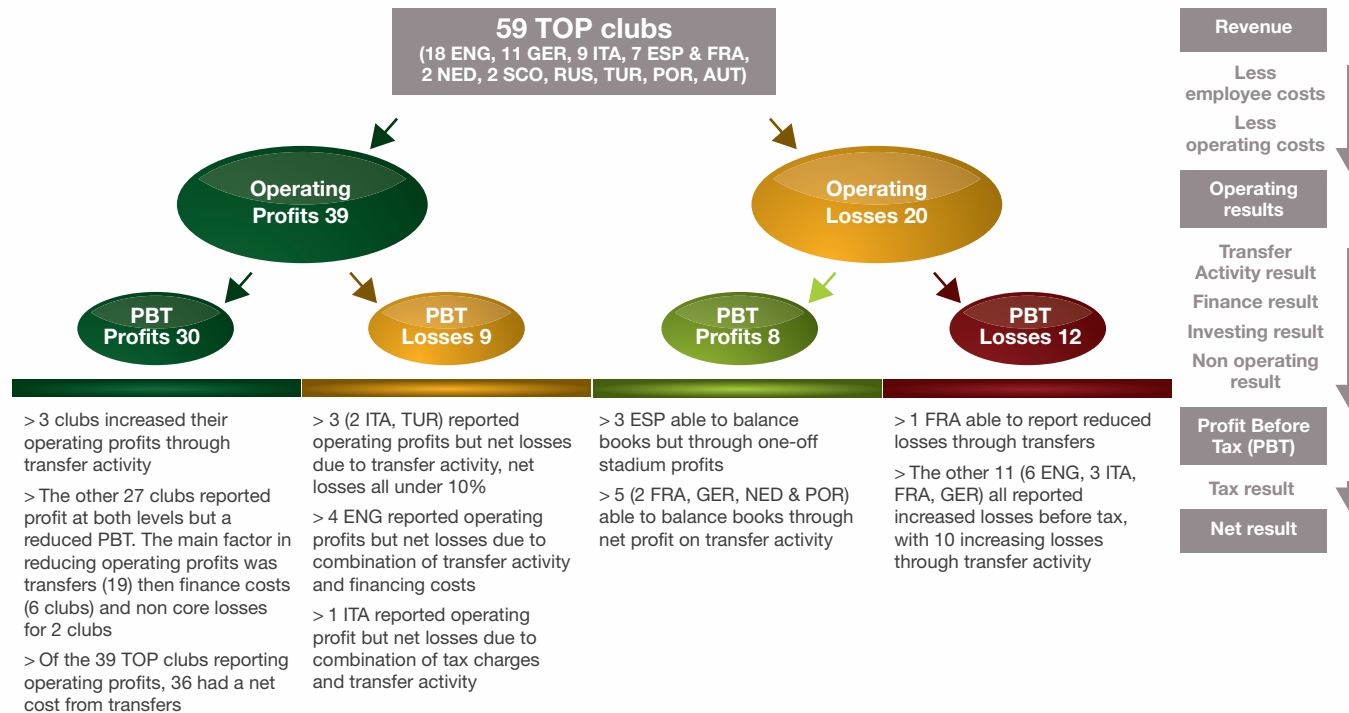 59 TOP clubs
(18 ENG, 11 GER, 9 ITA, 7 ESP & FRA,
2 NED, 2 SCO, RUS, TUR, POR, AUT)
Operating
Profits 39
Operating
Losses 20
PBT
Profits 30
PBT
Losses 9
PBT
Profits 8
PBT
Losses 12
> 3 clubs increased their
operating profits through
transfer activity
> The other 27 clubs reported
profit at both levels but a
reduced PBT. The main factor in
reducing operating profits was
transfers (19) then finance costs
(6 clubs) and non core losses
for 2 clubs
> Of the 39 TOP clubs reporting
operating profits, 36 had a net
cost from transfers
> 3 (2 ITA, TUR) reported
operating profits but net losses
due to transfer activity, net
losses all under 10%
> 4 ENG reported operating
profits but net losses due to
combination of transfer activity
and financing costs
> 1 ITA reported operating
profit but net losses due to
combination of tax charges
and transfer activity
> 3 ESP able to balance
books but through one-off
stadium profits
> 5 (2 FRA, GER, NED & POR)
able to balance books through
net profit on transfer activity
> 1 FRA able to report reduced
losses through transfers
> The other 11 (6 ENG, 3 ITA,
FRA, GER) all reported
increased losses before tax,
with 10 increasing losses
through transfer activity
Revenue
Less
employee costs
Less
operating costs
Operating
results
Transfer
Activity result
Finance result
Investing result
Non operating
result
Profit Before
Tax (PBT)
Tax result
Net result